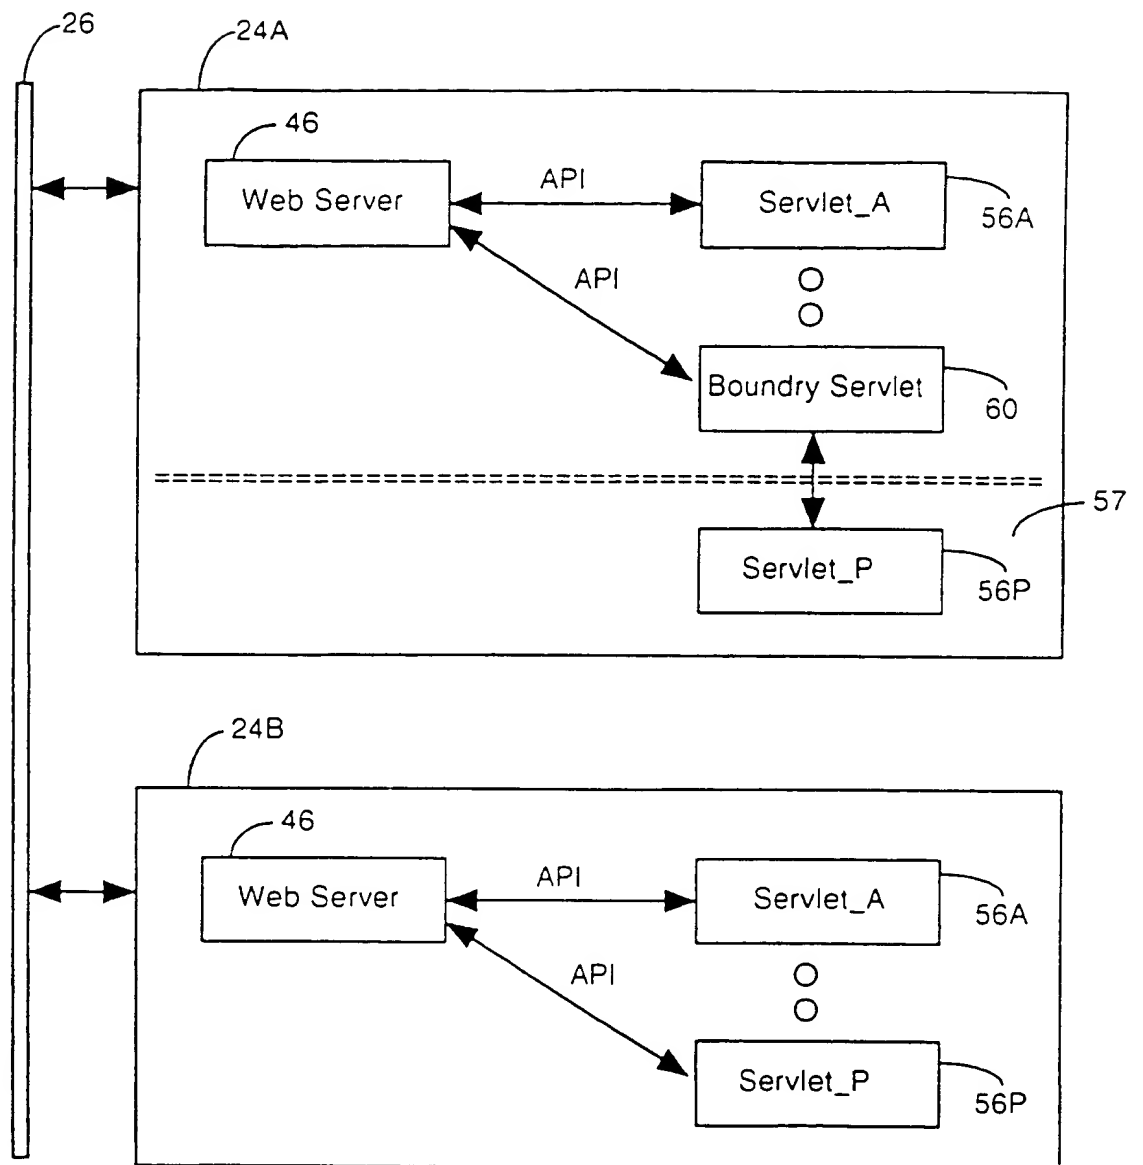 26
24A
46
Web Server
API
Servlet_A
56A
API
Boundry Servlet
60
57
Servlet_P
56P
24B
46
Web Server
API
Servlet_A
56A
API
Servlet_P
56P